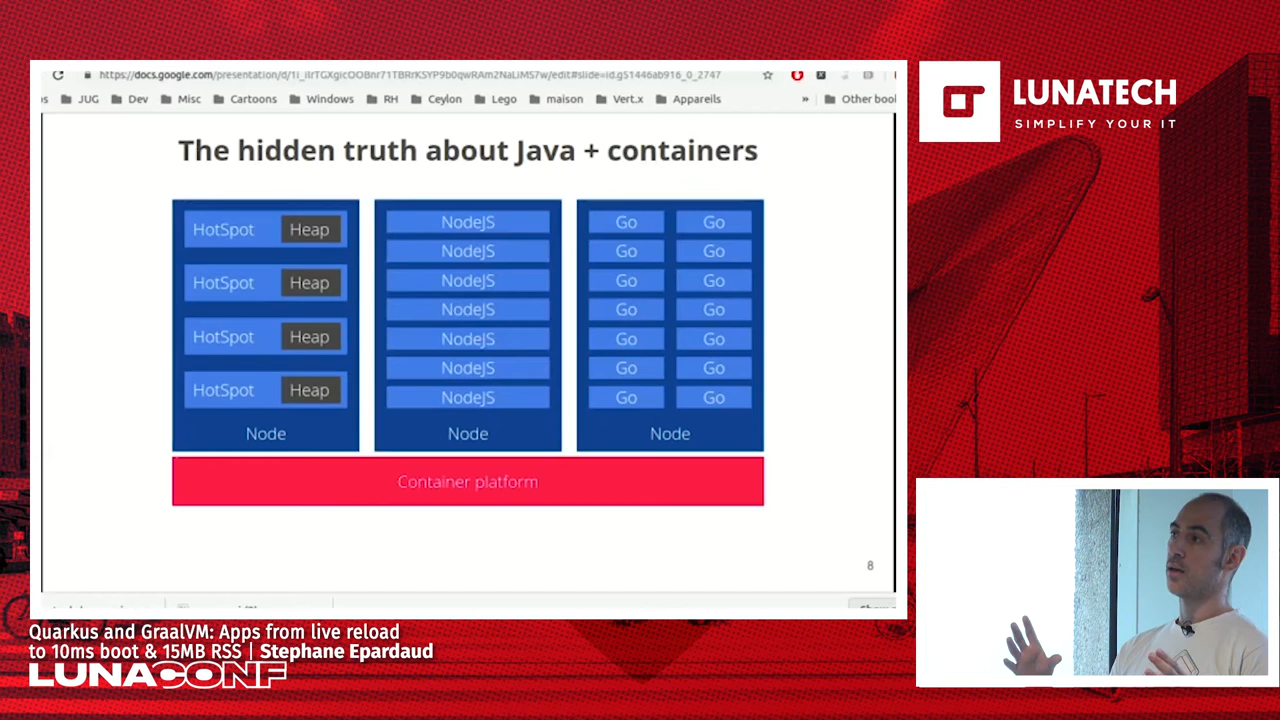 https://docs.google.com/presentation/d/1i_iIrTGXgicOOBnr71TBRrKSYP9b0qwRAm2NaLiMS7w/edit#slide=id.g51446ab916_0_2747
JUG Dev Misc Cartoons Windows RH Ceylon Lego maison Vert.x Appareils » Other bool
The hidden truth about Java + containers
HotSpot Heap
HotSpot Heap
HotSpot Heap
HotSpot Heap
Node
NodeJS
NodeJS
NodeJS
NodeJS
NodeJS
NodeJS
NodeJS
Node
Go Go
Go Go
Go Go
Go Go
Go Go
Go Go
Go Go
Node
Container platform
8
LUNATECH
SIMPLIFY YOUR IT
Quarkus and GraalVM: Apps from live reload
to 10ms boot & 15MB RSS | Stephane Epardaud
LUNACONF